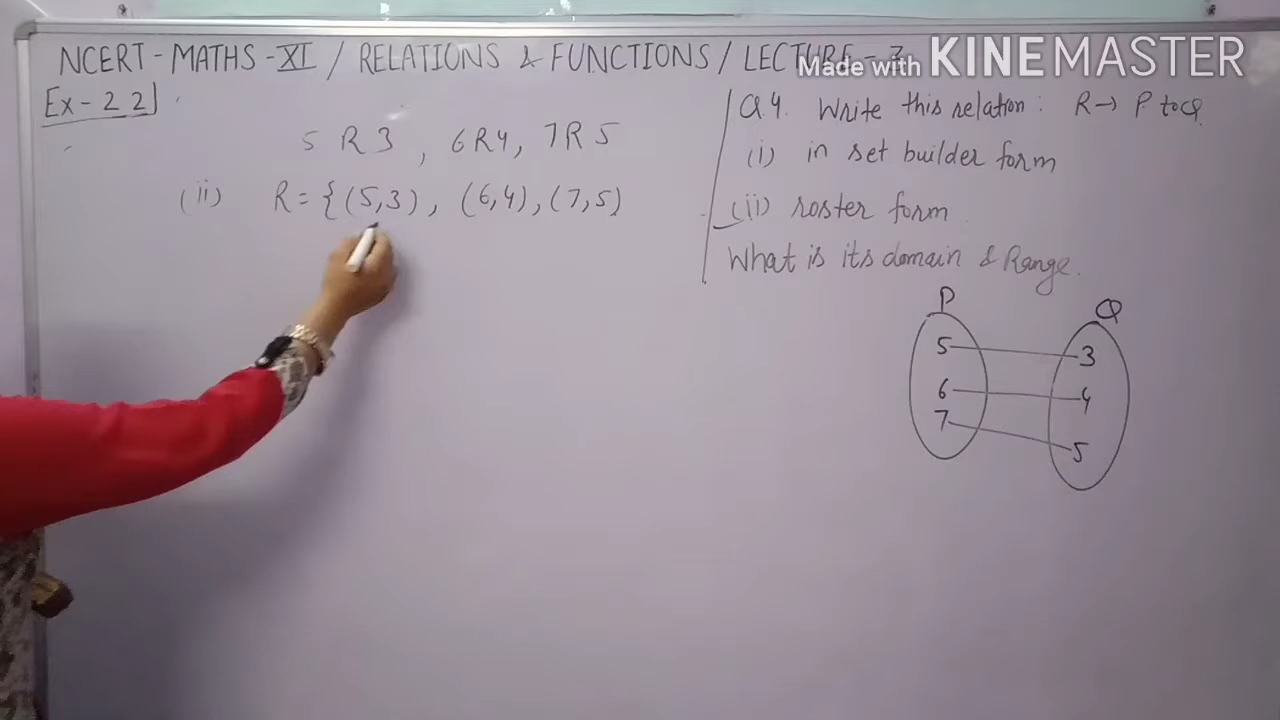 NCERT - MATHS - XI / RELATIONS & FUNCTIONS / LECTURE - 3
Made with KINEMASTER
Ex - 2 2
5 R 3 , 6 R 4, 7 R 5
(ii) R = {(5,3), (6,4), (7,5)
Q.4. Write this relation : R → P to Q
(i) in set builder form
(ii) roster form
What is its domain & Range.
P Q
5 3
6 4
7 5